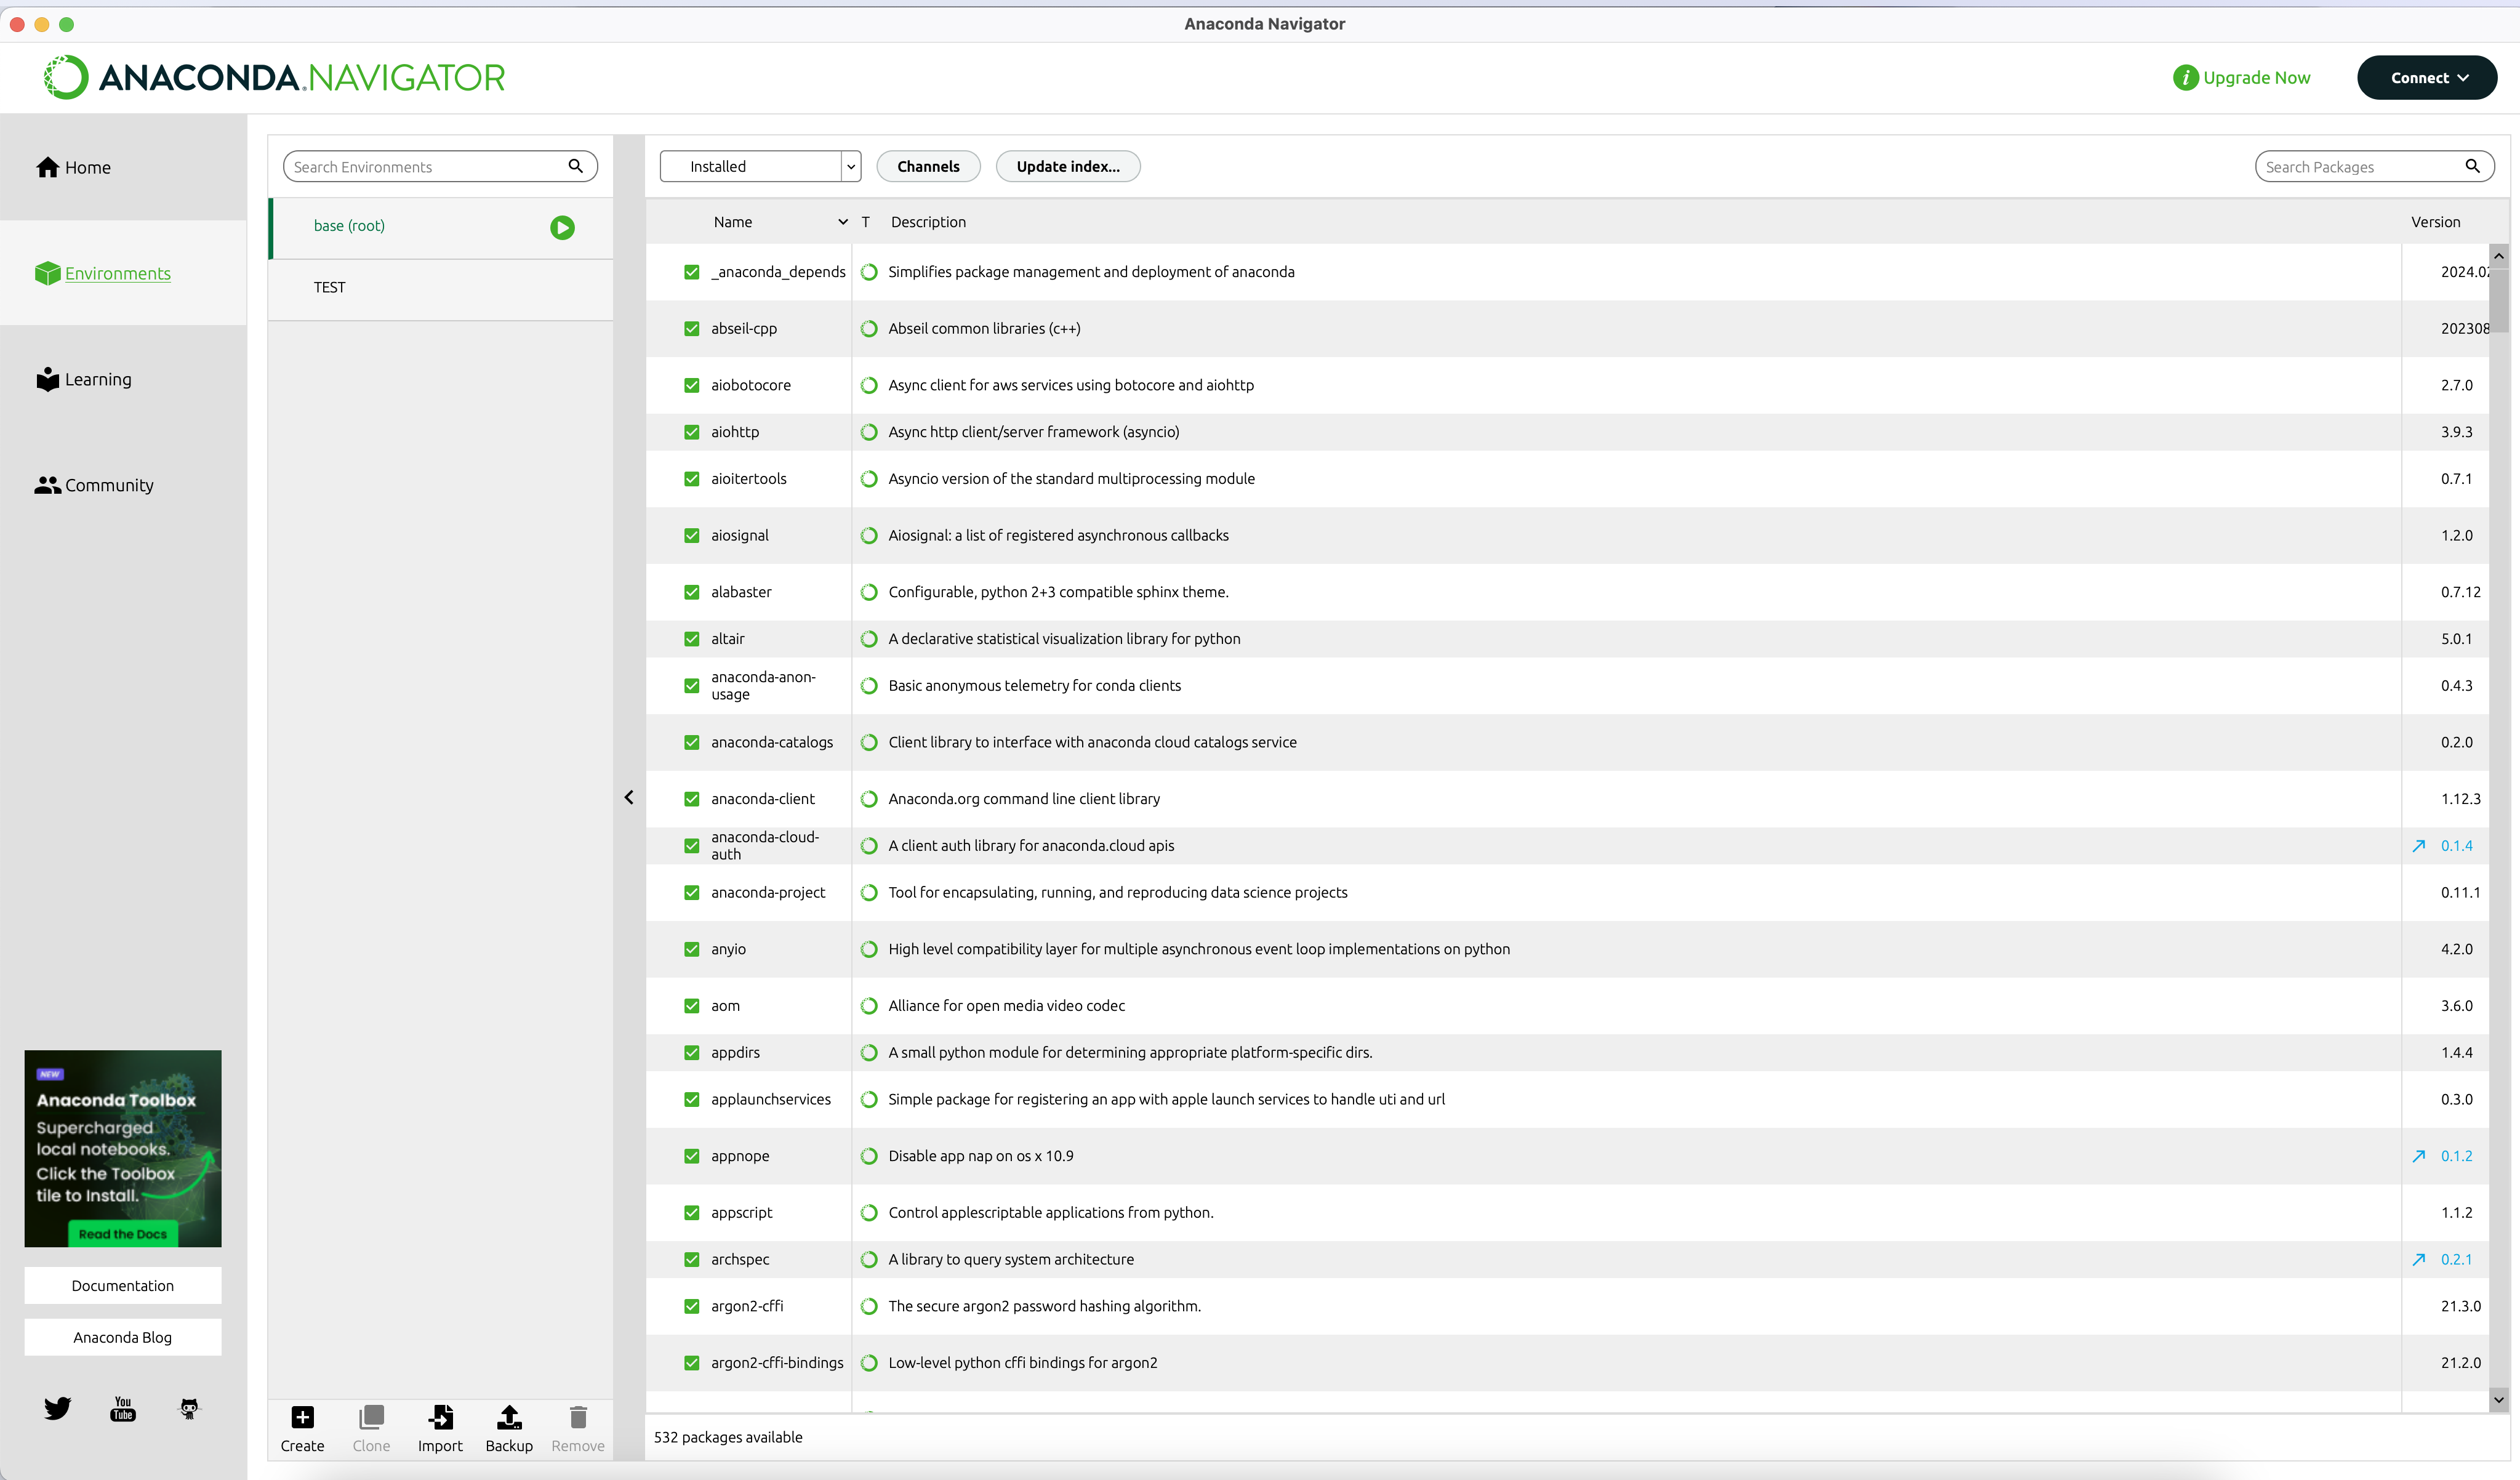 Anaconda Navigator
ANACONDA.NAVIGATOR
Upgrade Now
Connect
Home
Environments
Learning
Community
NEW
Anaconda Toolbox
Supercharged
local notebooks.
Click the Toolbox
tile to Install.
Read the Docs
Documentation
Anaconda Blog
You
Tube
Search Environments
base (root)
TEST
Create
Clone
Import
Backup
Remove
Installed
Channels
Update index...
Search Packages
Name T Description Version
_anaconda_depends Simplifies package management and deployment of anaconda 2024.02
abseil-cpp Abseil common libraries (c++) 202308
aiobotocore Async client for aws services using botocore and aiohttp 2.7.0
aiohttp Async http client/server framework (asyncio) 3.9.3
aioitertools Asyncio version of the standard multiprocessing module 0.7.1
aiosignal Aiosignal: a list of registered asynchronous callbacks 1.2.0
alabaster Configurable, python 2+3 compatible sphinx theme. 0.7.12
altair A declarative statistical visualization library for python 5.0.1
anaconda-anon-
usage Basic anonymous telemetry for conda clients 0.4.3
anaconda-catalogs Client library to interface with anaconda cloud catalogs service 0.2.0
anaconda-client Anaconda.org command line client library 1.12.3
anaconda-cloud-
auth A client auth library for anaconda.cloud apis 0.1.4
anaconda-project Tool for encapsulating, running, and reproducing data science projects 0.11.1
anyio High level compatibility layer for multiple asynchronous event loop implementations on python 4.2.0
aom Alliance for open media video codec 3.6.0
appdirs A small python module for determining appropriate platform-specific dirs. 1.4.4
applaunchservices Simple package for registering an app with apple launch services to handle uti and url 0.3.0
appnope Disable app nap on os x 10.9 0.1.2
appscript Control applescriptable applications from python. 1.1.2
archspec A library to query system architecture 0.2.1
argon2-cffi The secure argon2 password hashing algorithm. 21.3.0
argon2-cffi-bindings Low-level python cffi bindings for argon2 21.2.0
532 packages available